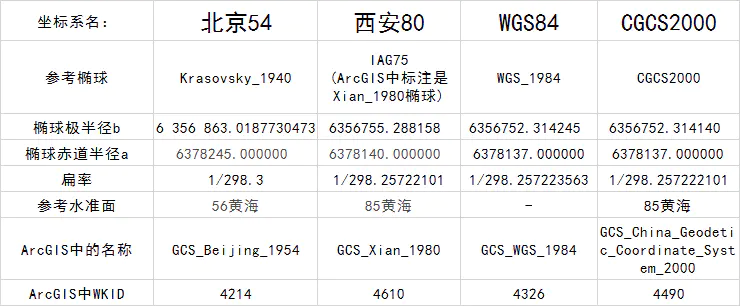 坐标系名： 北京54 西安80 WGS84 CGCS2000
参考椭球 Krasovsky_1940 IAG75 (ArcGIS中标注是 Xian_1980椭球) WGS_1984 CGCS2000
椭球极半径b 6 356 863.0187730473 6356755.288158 6356752.314245 6356752.314140
椭球赤道半径a 6378245.000000 6378140.000000 6378137.000000 6378137.000000
扁率 1/298.3 1/298.25722101 1/298.257223563 1/298.257222101
参考水准面 56黄海 85黄海 - 85黄海
ArcGIS中的名称 GCS_Beijing_1954 GCS_Xian_1980 GCS_WGS_1984 GCS_China_Geodetic_Coordinate_System_2000
ArcGIS中WKID 4214 4610 4326 4490